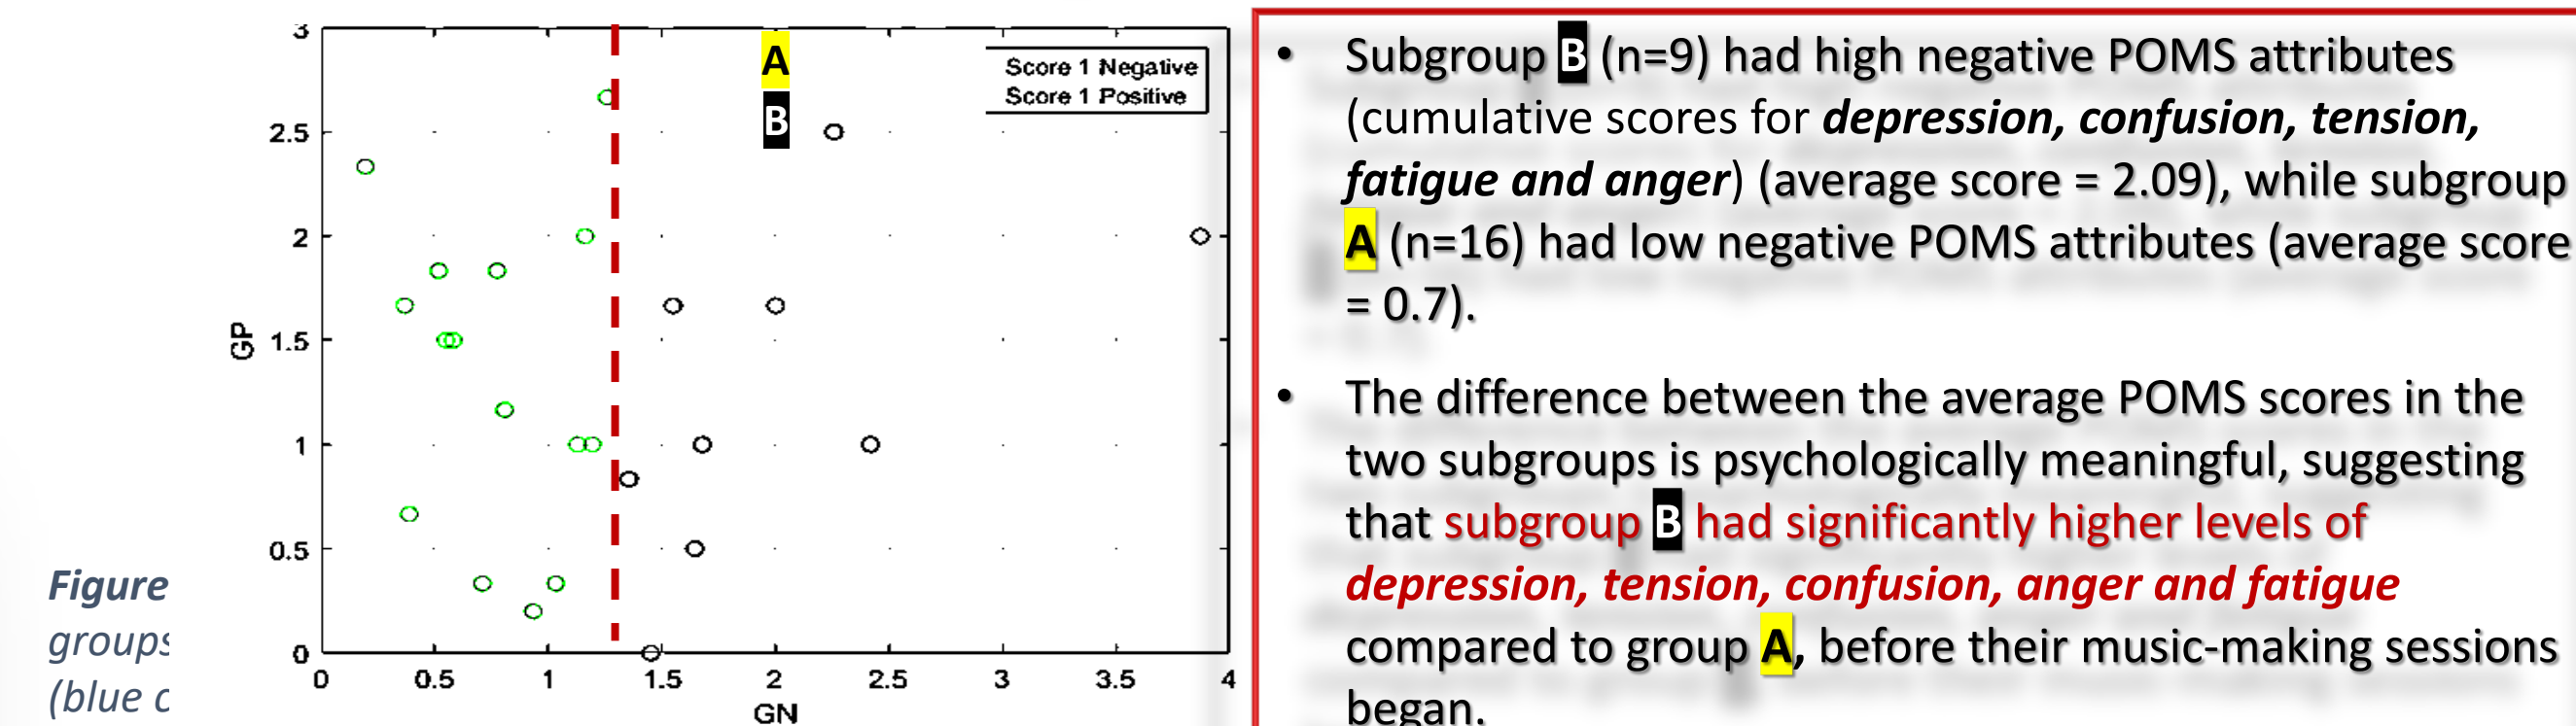 3
2.5
2
1.5
1
0.5
0
GP
0 0.5 1 1.5 2 2.5 3 3.5 4
GN
A
B
Score 1 Negative
Score 1 Positive
Figure
groups
(blue c
• Subgroup B (n=9) had high negative POMS attributes
(cumulative scores for depression, confusion, tension,
fatigue and anger) (average score = 2.09), while subgroup
A (n=16) had low negative POMS attributes (average score
= 0.7).
• The difference between the average POMS scores in the
two subgroups is psychologically meaningful, suggesting
that subgroup B had significantly higher levels of
depression, tension, confusion, anger and fatigue
compared to group A, before their music-making sessions
began.